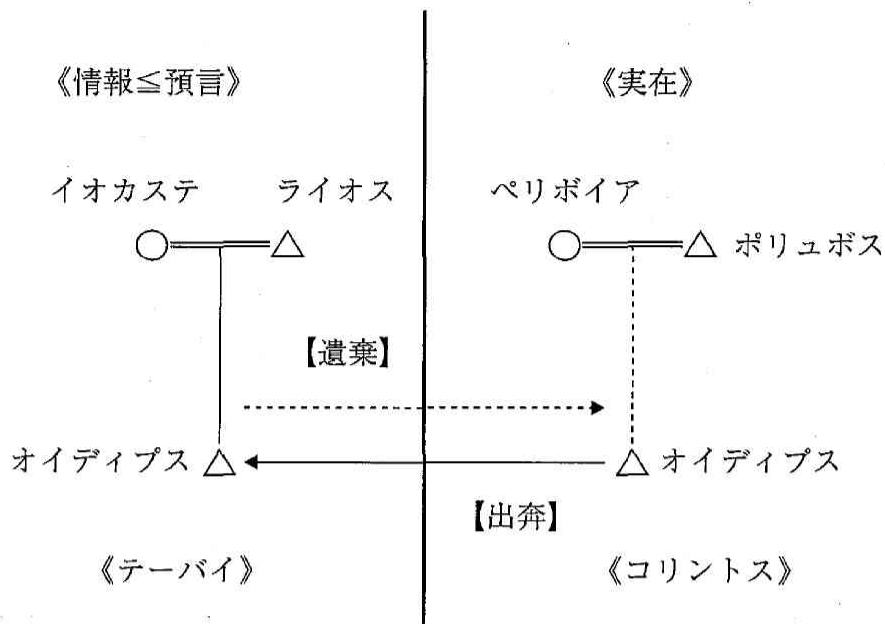 《情報≦預言》
《実在》
イオカステ ライオス
ペリボイア
ポリュボス
【遺棄】
オイディプス
オイディプス
【出奔】
《テーバイ》
《コリントス》